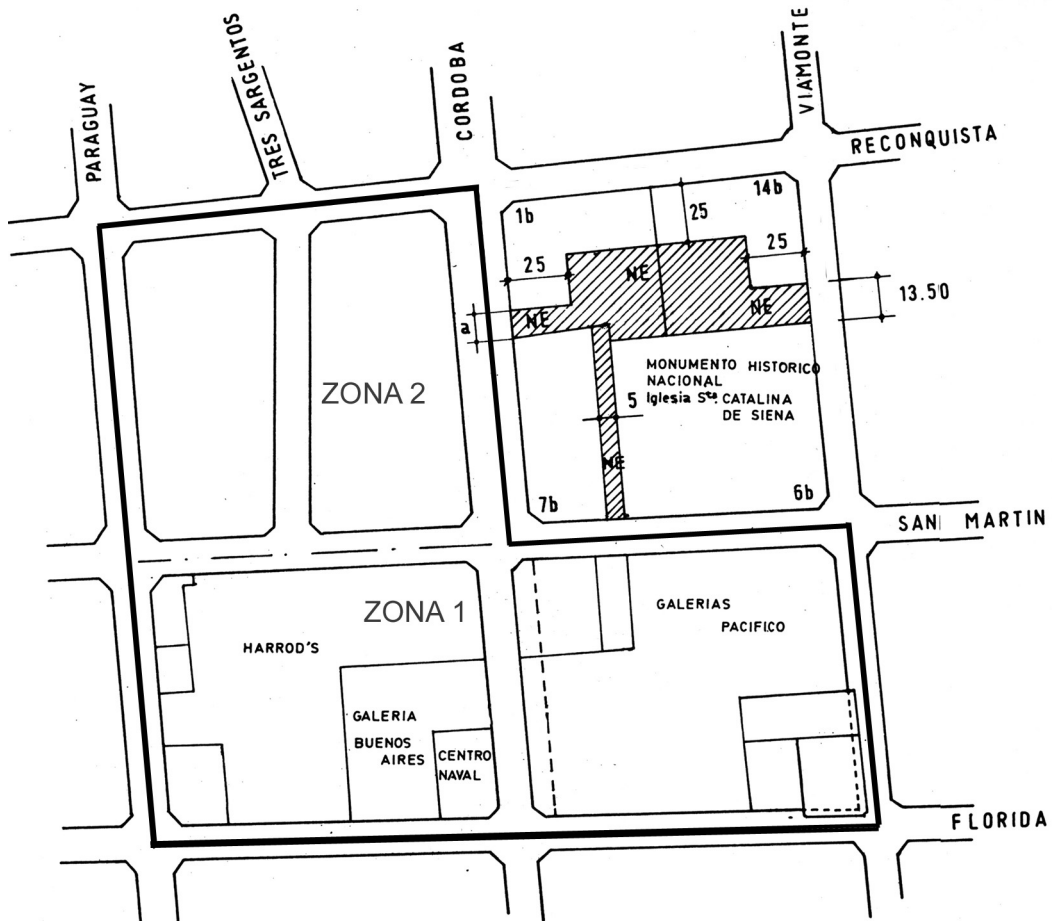 PARAGUAY
TRES SARGENTOS
CORDOBA
VIAMONTE
RECONQUISTA
1b
14b
25
25
25
NE
13.50
a
NE
NE
ZONA 2
MONUMENTO HISTORICO
NACIONAL
Iglesia Sta. CATALINA
DE SIENA
5
NE
7b
6b
SAN MARTIN
ZONA 1
GALERIAS
PACIFICO
HARROD'S
GALERIA
BUENOS
AIRES
CENTRO
NAVAL
FLORIDA